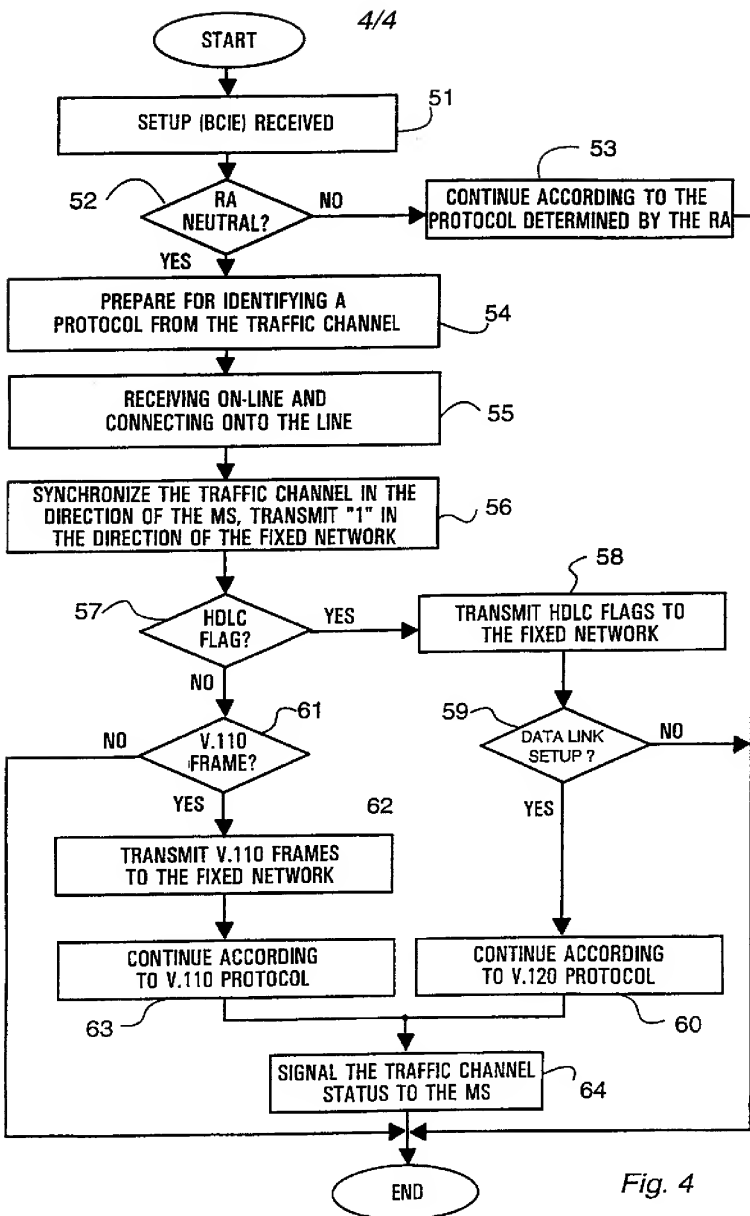 4/4
START
SETUP (BCIE) RECEIVED
51
52
RA
NEUTRAL?
NO
YES
53
CONTINUE ACCORDING TO THE
PROTOCOL DETERMINED BY THE RA
PREPARE FOR IDENTIFYING A
PROTOCOL FROM THE TRAFFIC CHANNEL
54
RECEIVING ON-LINE AND
CONNECTING ONTO THE LINE
55
SYNCHRONIZE THE TRAFFIC CHANNEL IN THE
DIRECTION OF THE MS, TRANSMIT "1" IN
THE DIRECTION OF THE FIXED NETWORK
56
57
HDLC
FLAG?
YES
NO
58
TRANSMIT HDLC FLAGS TO
THE FIXED NETWORK
59
DATA LINK
SETUP ?
NO
YES
61
NO
V.110
FRAME?
YES
62
TRANSMIT V.110 FRAMES
TO THE FIXED NETWORK
CONTINUE ACCORDING
TO V.110 PROTOCOL
63
CONTINUE ACCORDING
TO V.120 PROTOCOL
60
SIGNAL THE TRAFFIC CHANNEL
STATUS TO THE MS
64
END
Fig. 4